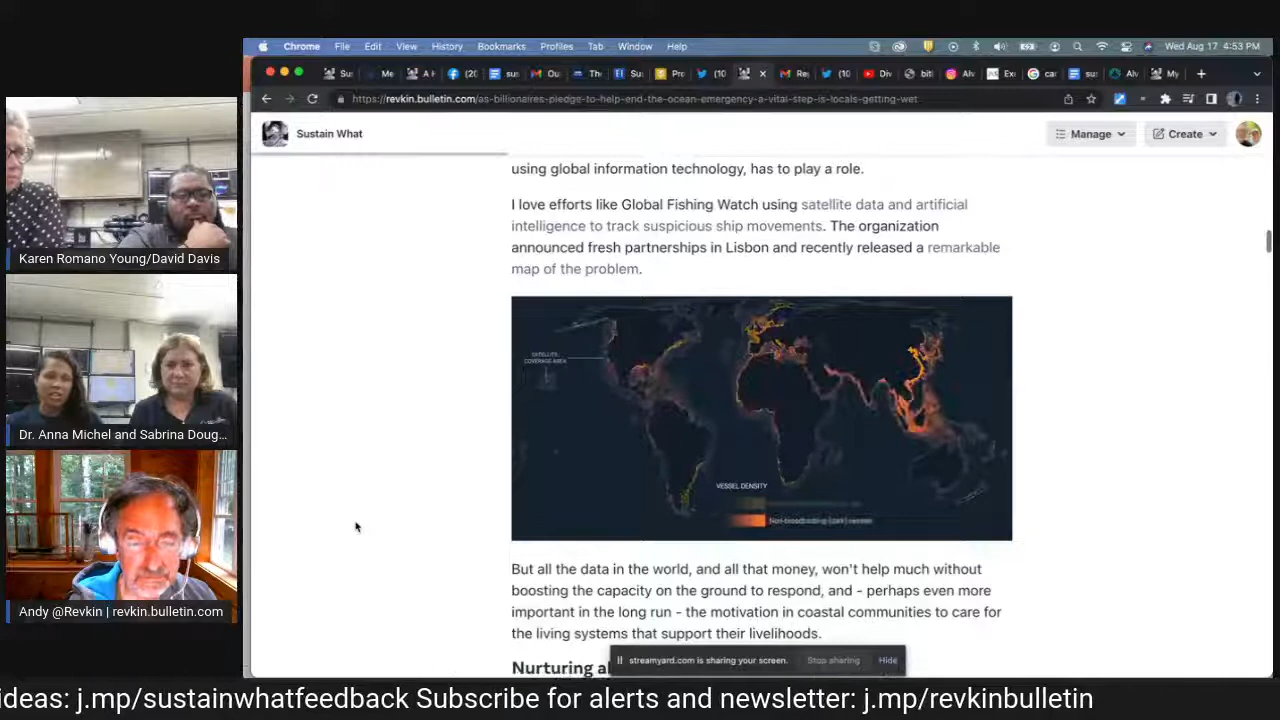 Chrome File Edit View History Bookmarks Profiles Tab Window Help
Wed Aug 17 4:53 PM
https://revkin.bulletin.com/as-billionaires-pledge-to-help-end-the-ocean-emergency-a-vital-step-is-locals-getting-wet
Sustain What
Manage
Create
using global information technology, has to play a role.
I love efforts like Global Fishing Watch using satellite data and artificial
intelligence to track suspicious ship movements. The organization
announced fresh partnerships in Lisbon and recently released a remarkable
map of the problem.
SATELLITE
COVERAGE AREA
VESSEL DENSITY
Non-broadcasting (dark) vessels
But all the data in the world, and all that money, won't help much without
boosting the capacity on the ground to respond, and - perhaps even more
important in the long run - the motivation in coastal communities to care for
the living systems that support their livelihoods.
Nurturing
streamyard.com is sharing your screen.
Stop sharing
Hide
Karen Romano Young/David Davis
Dr. Anna Michel and Sabrina Doug...
Andy @Revkin | revkin.bulletin.com
ideas: j.mp/sustainwhatfeedback Subscribe for alerts and newsletter: j.mp/revkinbulletin